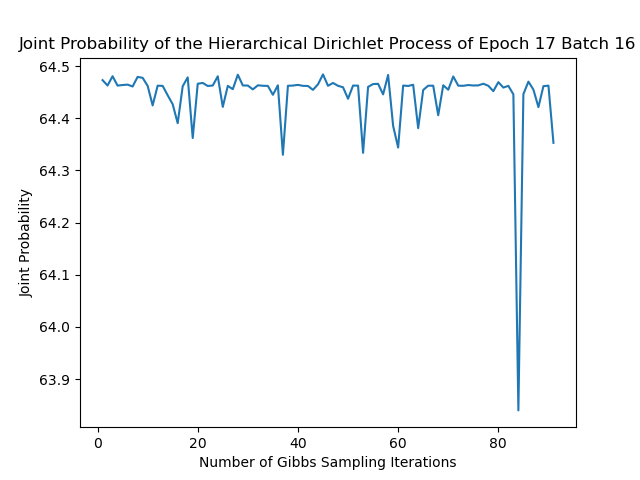 Joint Probability of the Hierarchical Dirichlet Process of Epoch 17 Batch 16
64.5
64.4
64.3
64.2
64.1
64.0
63.9
Joint Probability
0 20 40 60 80
Number of Gibbs Sampling Iterations